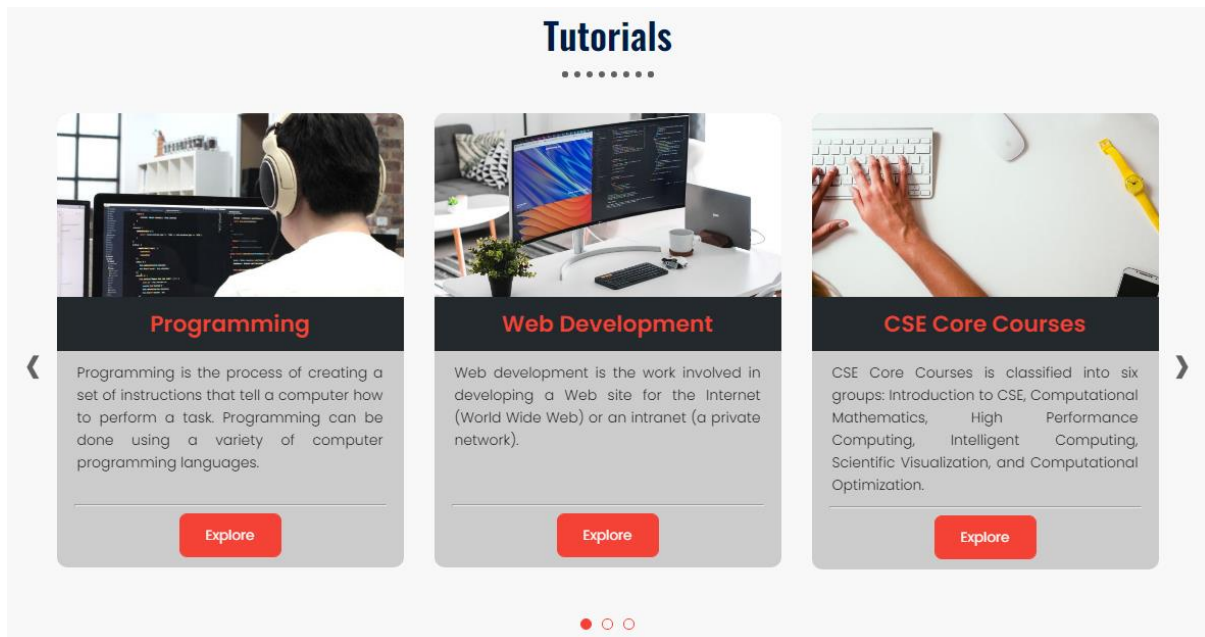 Tutorials
Programming
Programming is the process of creating a
set of instructions that tell a computer how
to perform a task. Programming can be
done using a variety of computer
programming languages.
Explore
Web Development
Web development is the work involved in
developing a Web site for the Internet
(World Wide Web) or an intranet (a private
network).
Explore
CSE Core Courses
CSE Core Courses is classified into six
groups: Introduction to CSE, Computational
Mathematics, High Performance
Computing, Intelligent Computing,
Scientific Visualization, and Computational
Optimization.
Explore